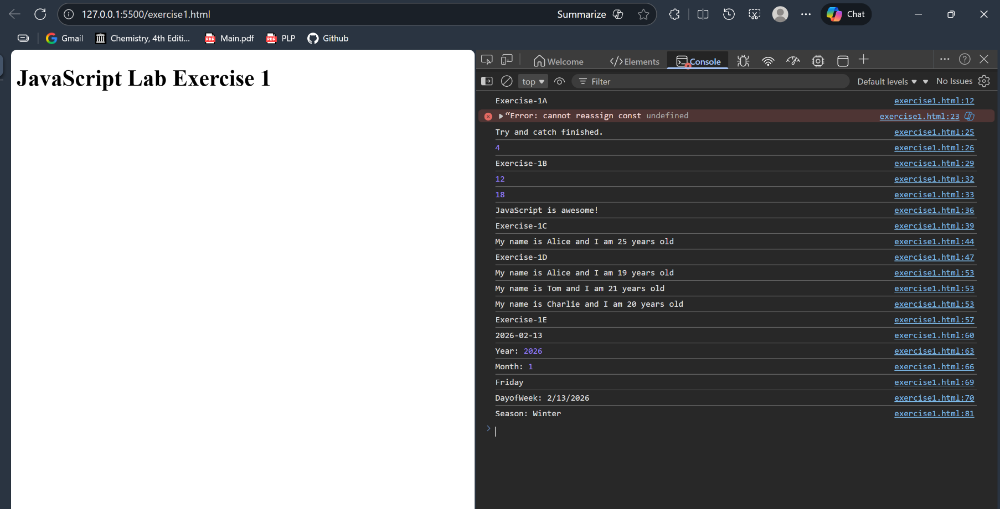 127.0.0.1:5500/exercise1.html Summarize Chat
Gmail Chemistry, 4th Editi... Main.pdf PLP Github
JavaScript Lab Exercise 1
Welcome Elements Console
top Filter Default levels No Issues
Exercise-1A exercise1.html:12
“Error: cannot reassign const undefined exercise1.html:23
Try and catch finished. exercise1.html:25
4 exercise1.html:26
Exercise-1B exercise1.html:29
12 exercise1.html:32
18 exercise1.html:33
JavaScript is awesome! exercise1.html:36
Exercise-1C exercise1.html:39
My name is Alice and I am 25 years old exercise1.html:44
Exercise-1D exercise1.html:47
My name is Alice and I am 19 years old exercise1.html:53
My name is Tom and I am 21 years old exercise1.html:53
My name is Charlie and I am 20 years old exercise1.html:53
Exercise-1E exercise1.html:57
2026-02-13 exercise1.html:60
Year: 2026 exercise1.html:63
Month: 1 exercise1.html:66
Friday exercise1.html:69
DayofWeek: 2/13/2026 exercise1.html:70
Season: Winter exercise1.html:81